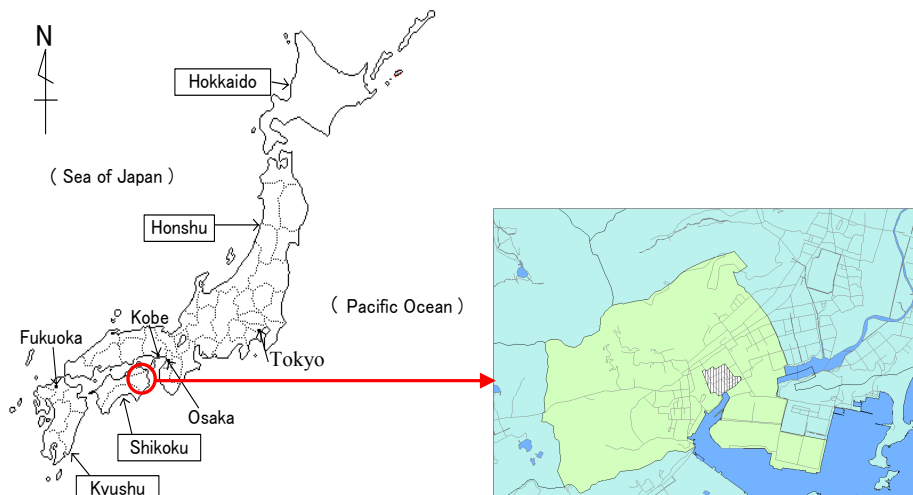 N
Hokkaido
( Sea of Japan )
Honshu
( Pacific Ocean )
Kobe
Fukuoka
Tokyo
Osaka
Shikoku
Kyushu